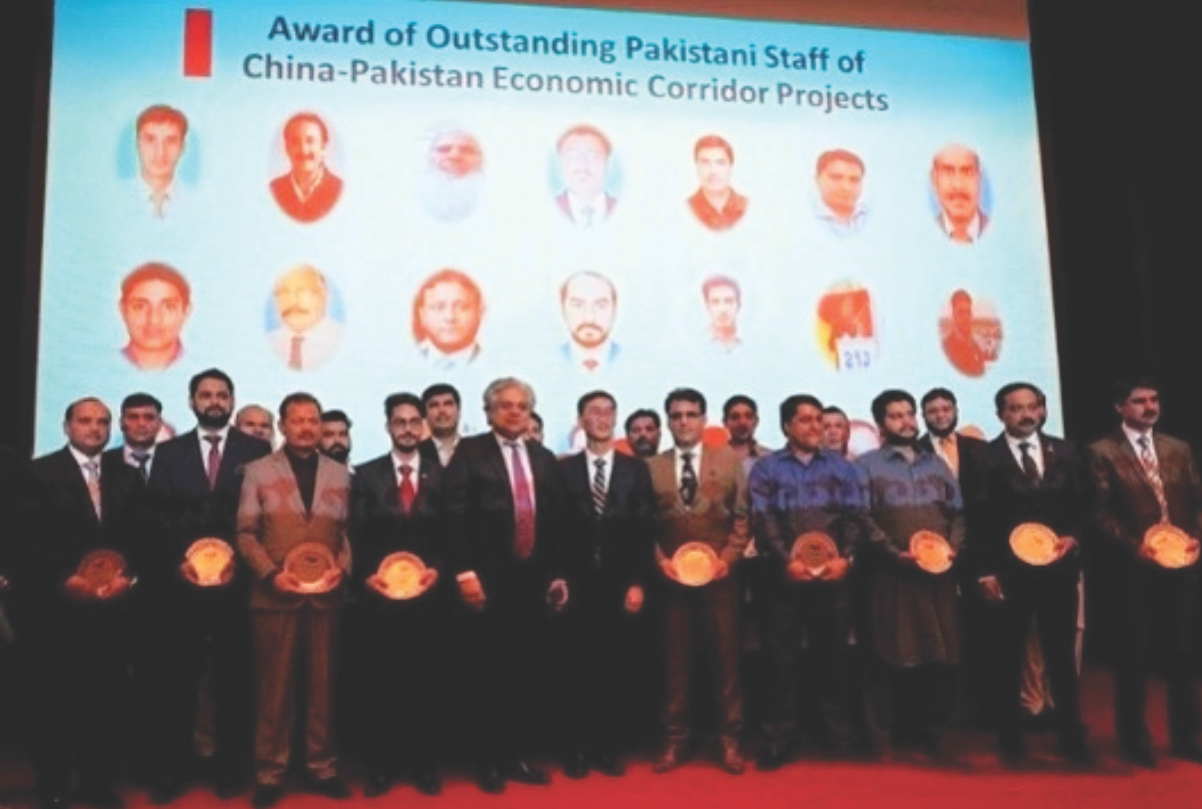 Award of Outstanding Pakistani Staff of
China-Pakistan Economic Corridor Projects